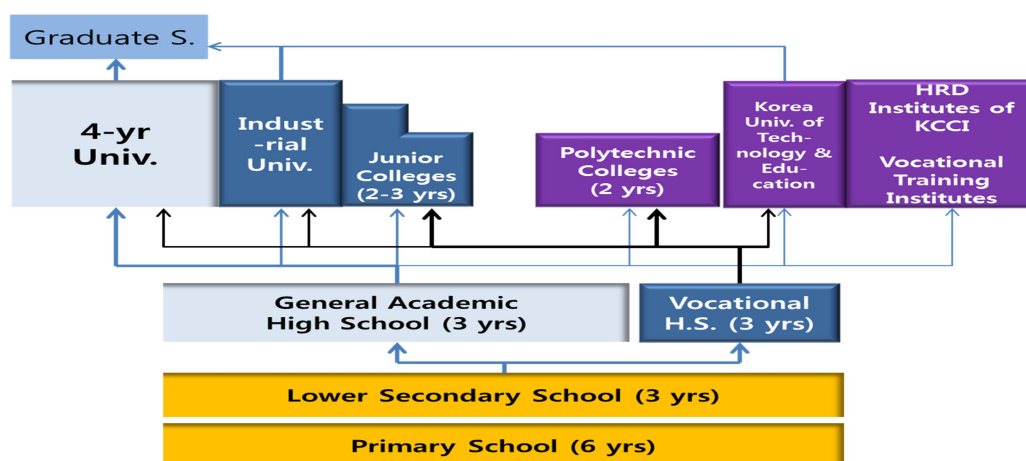 Graduate S.
4-yr
Univ.
Indust
-rial
Univ.
Junior
Colleges
(2-3 yrs)
Polytechnic
Colleges
(2 yrs)
Korea
Univ. of
Tech-
nology &
Edu-
cation
HRD
Institutes of
KCCI
Vocational
Training
Institutes
General Academic
High School (3 yrs)
Vocational
H.S. (3 yrs)
Lower Secondary School (3 yrs)
Primary School (6 yrs)